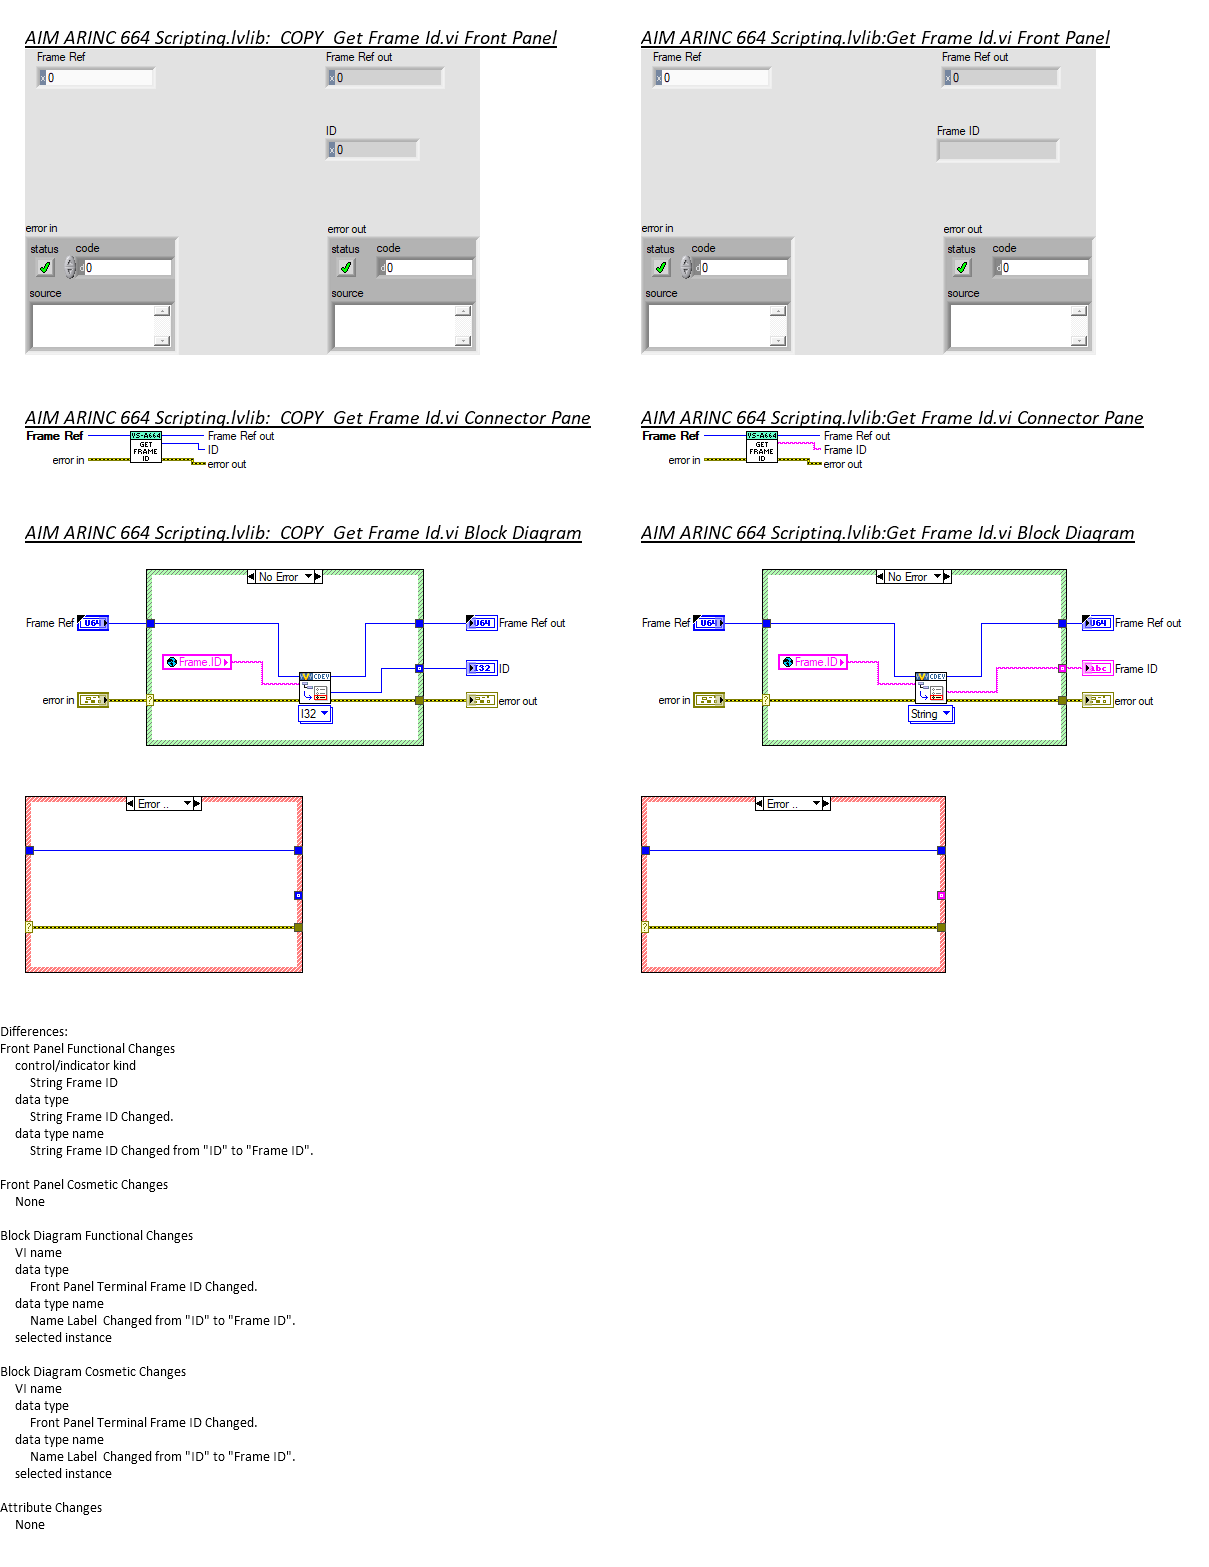 AIM ARINC 664 Scripting.lvlib:_COPY_Get Frame Id.vi Front Panel
Frame Ref
x 0
Frame Ref out
x 0
ID
x 0
error in
status
code
d 0
source
error out
status
code
d 0
source
AIM ARINC 664 Scripting.lvlib:Get Frame Id.vi Front Panel
Frame Ref
x 0
Frame Ref out
x 0
Frame ID
error in
status
code
d 0
source
error out
status
code
d 0
source
AIM ARINC 664 Scripting.lvlib:_COPY_Get Frame Id.vi Connector Pane
Frame Ref
error in
VS-A664
GET
FRAME
ID
Frame Ref out
ID
error out
AIM ARINC 664 Scripting.lvlib:Get Frame Id.vi Connector Pane
Frame Ref
error in
VS-A664
GET
FRAME
ID
Frame Ref out
Frame ID
error out
AIM ARINC 664 Scripting.lvlib:_COPY_Get Frame Id.vi Block Diagram
No Error
Frame Ref
U64
U64
Frame Ref out
Frame.ID
CDEV
I32
ID
error in
?
error out
I32
Error ..
?
AIM ARINC 664 Scripting.lvlib:Get Frame Id.vi Block Diagram
No Error
Frame Ref
U64
U64
Frame Ref out
Frame.ID
CDEV
abc
Frame ID
error in
?
error out
String
Error ..
?
Differences:
Front Panel Functional Changes
control/indicator kind
String Frame ID
data type
String Frame ID Changed.
data type name
String Frame ID Changed from "ID" to "Frame ID".
Front Panel Cosmetic Changes
None
Block Diagram Functional Changes
VI name
data type
Front Panel Terminal Frame ID Changed.
data type name
Name Label  Changed from "ID" to "Frame ID".
selected instance
Block Diagram Cosmetic Changes
VI name
data type
Front Panel Terminal Frame ID Changed.
data type name
Name Label  Changed from "ID" to "Frame ID".
selected instance
Attribute Changes
None